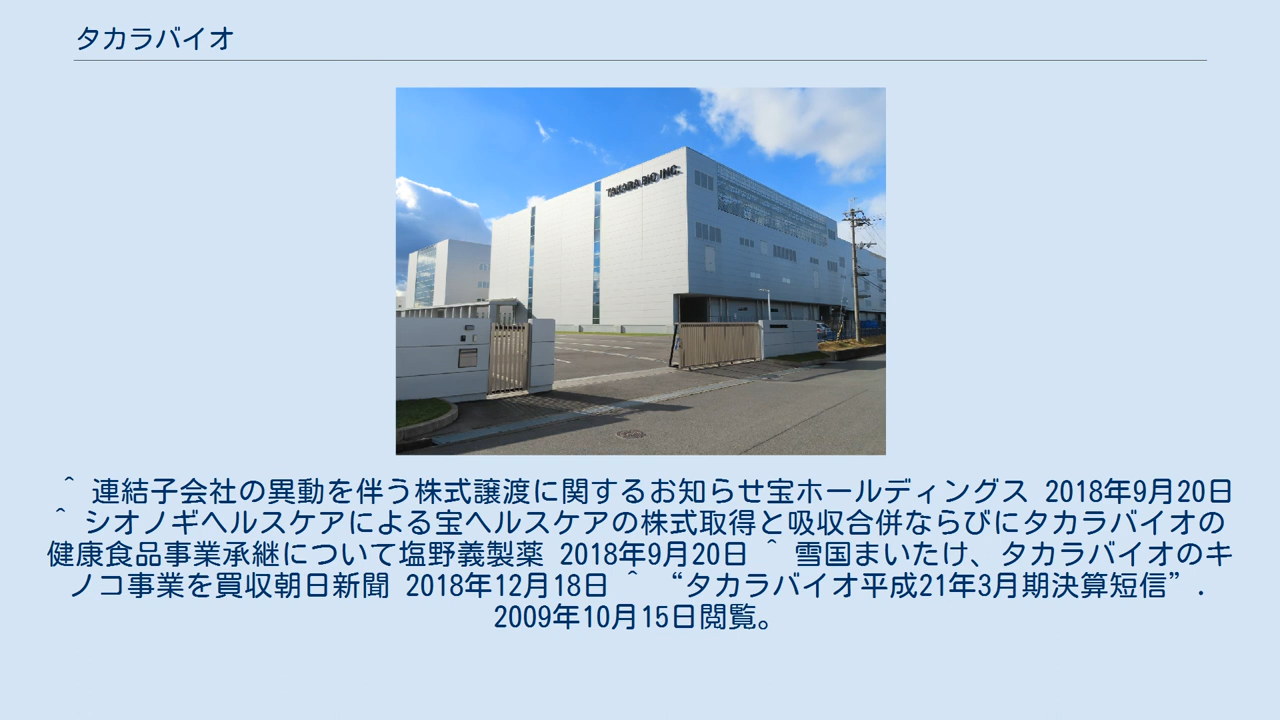 タカラバイオ
TAKARA BIO INC.
^ 連結子会社の異動を伴う株式譲渡に関するお知らせ宝ホールディングス 2018年9月20日
^ シオノギヘルスケアによる宝ヘルスケアの株式取得と吸収合併ならびにタカラバイオの
健康食品事業承継について塩野義製薬 2018年9月20日 ^ 雪国まいたけ、タカラバイオのキ
ノコ事業を買収朝日新聞 2018年12月18日 ^ “タカラバイオ平成21年3月期決算短信”.
2009年10月15日閲覧。